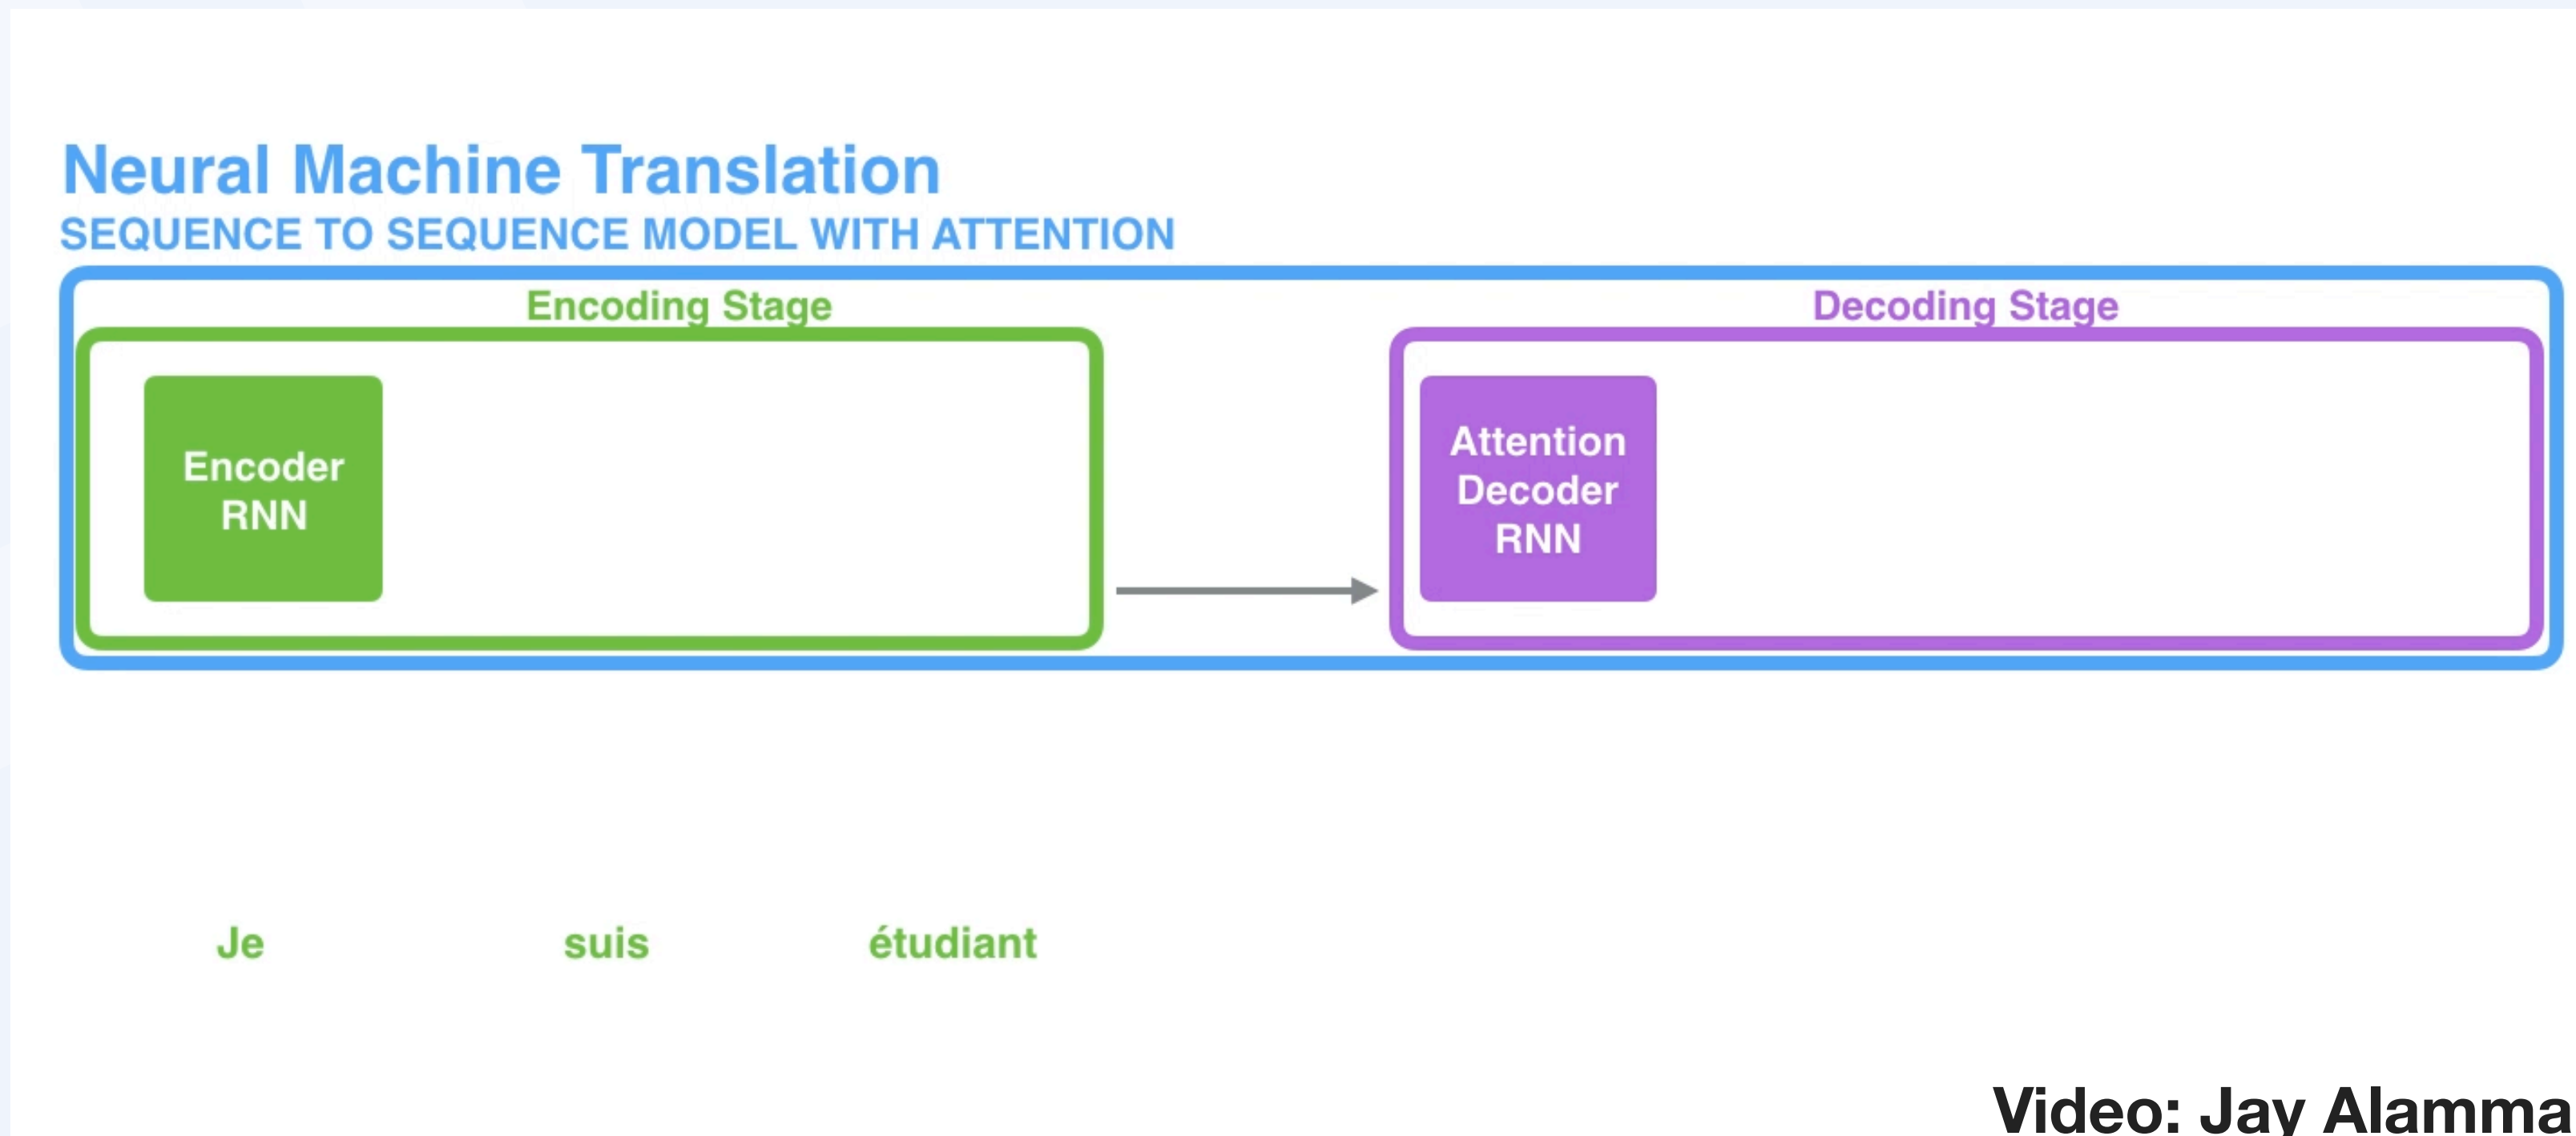 Neural Machine Translation
SEQUENCE TO SEQUENCE MODEL WITH ATTENTION
Encoding Stage
Encoder
RNN
Decoding Stage
Attention
Decoder
RNN
Je suis étudiant
Video: Jay Alamma